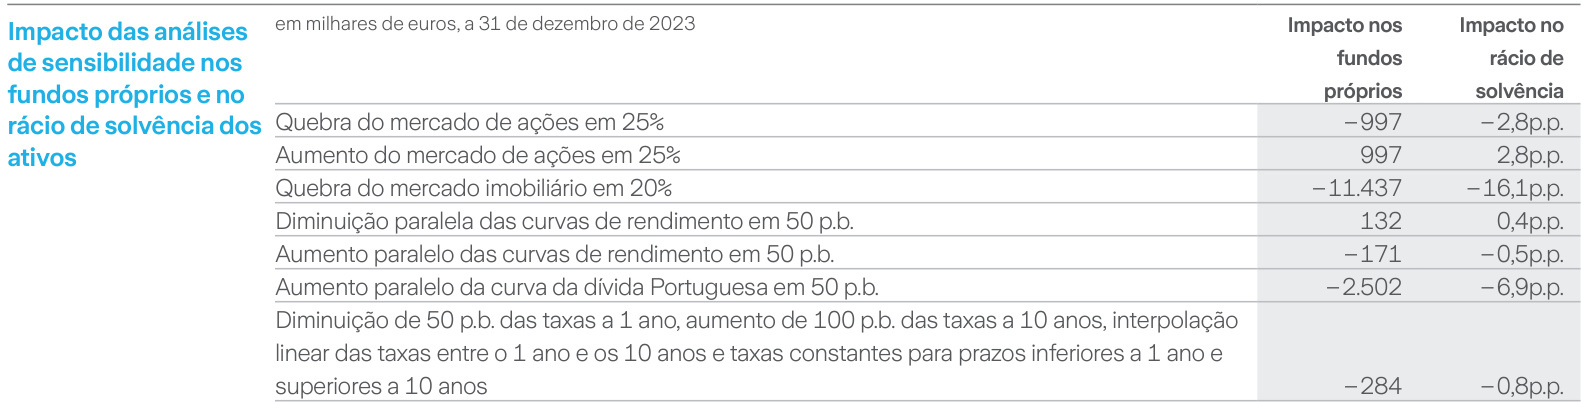 Impacto das análises
de sensibilidade nos
fundos próprios e no
rácio de solvência dos
ativos
em milhares de euros, a 31 de dezembro de 2023
Impacto nos
fundos
próprios
Impacto no
rácio de
solvência
Quebra do mercado de ações em 25% –997 –2,8p.p.
Aumento do mercado de ações em 25% 997 2,8p.p.
Quebra do mercado imobiliário em 20% –11.437 –16,1p.p.
Diminuição paralela das curvas de rendimento em 50 p.b. 132 0,4p.p.
Aumento paralelo das curvas de rendimento em 50 p.b. –171 –0,5p.p.
Aumento paralelo da curva da dívida Portuguesa em 50 p.b. –2.502 –6,9p.p.
Diminuição de 50 p.b. das taxas a 1 ano, aumento de 100 p.b. das taxas a 10 anos, interpolação
linear das taxas entre o 1 ano e os 10 anos e taxas constantes para prazos inferiores a 1 ano e
superiores a 10 anos –284 –0,8p.p.